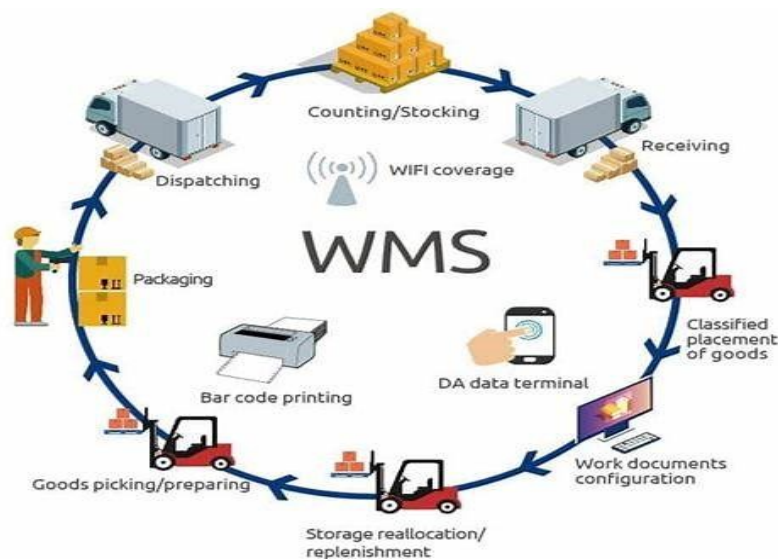 Counting/Stocking
Receiving
Dispatching
WIFI coverage
WMS
Packaging
Classified
placement
of goods
Bar code printing
DA data terminal
Work documents
configuration
Goods picking/preparing
Storage reallocation/
replenishment